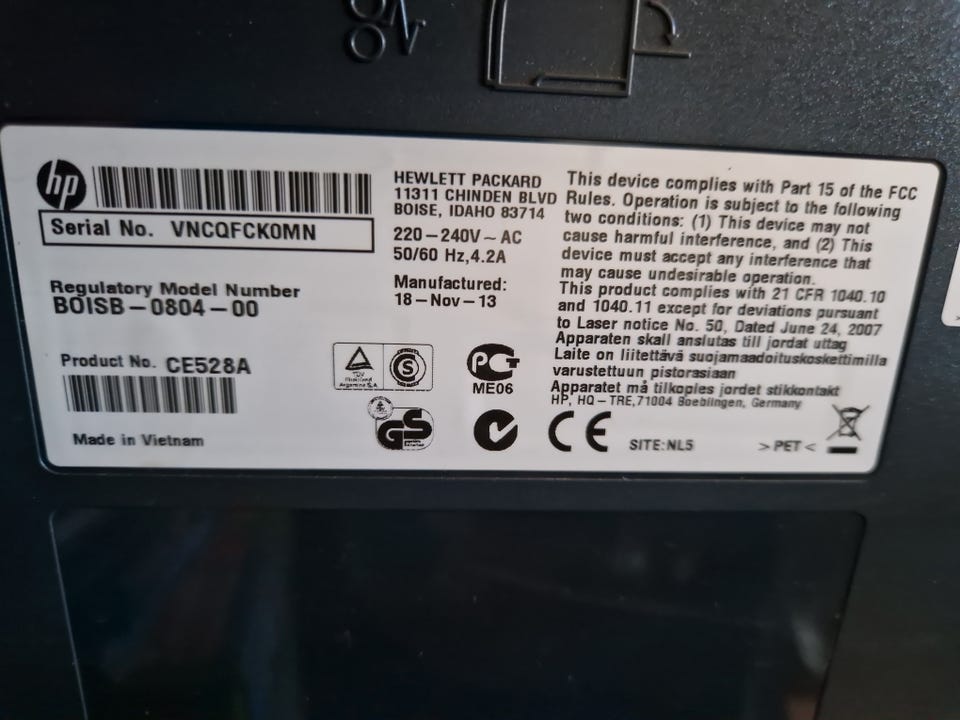 hp
Serial No. VNCQFCK0MN
Regulatory Model Number
BOISB-0804-00
Product No. CE528A
Made in Vietnam
HEWLETT PACKARD
11311 CHINDEN BLVD
BOISE, IDAHO 83714
220-240V~AC
50/60 Hz,4.2A
Manufactured:
18-Nov-13
TÜV
S
PG
ME06
GS
CE
SITE:NL5
This device complies with Part 15 of the FCC
Rules. Operation is subject to the following
two conditions: (1) This device may not
cause harmful interference, and (2) This
device must accept any interference that
may cause undesirable operation.
This product complies with 21 CFR 1040.10
and 1040.11 except for deviations pursuant
to Laser notice No. 50, Dated June 24, 2007
Apparaten skall anslutas till jordat uttag
Laite on liitettävä suojamaadoituskoskettimilla
varustettuun pistorasiaan
Apparatet må tilkoples jordet stikkontakt
HP, HQ-TRE,71004 Boeblingen, Germany
>PET<